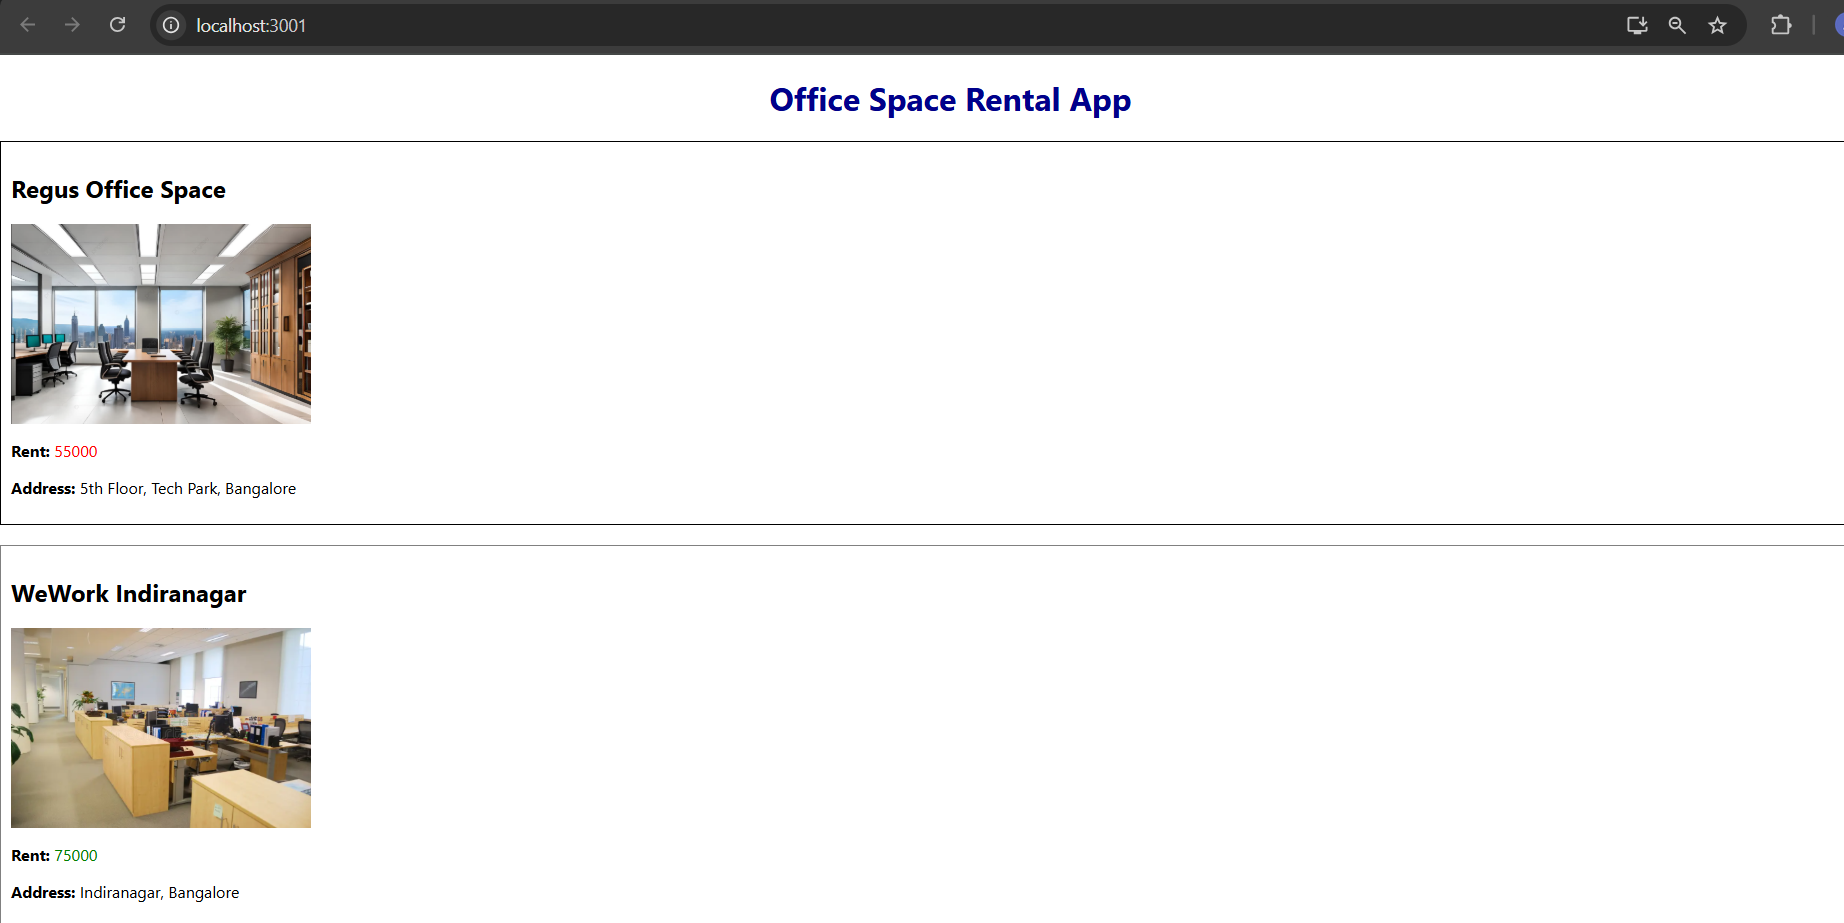 localhost:3001
Office Space Rental App
Regus Office Space
Rent: 55000
Address: 5th Floor, Tech Park, Bangalore
WeWork Indiranagar
Rent: 75000
Address: Indiranagar, Bangalore